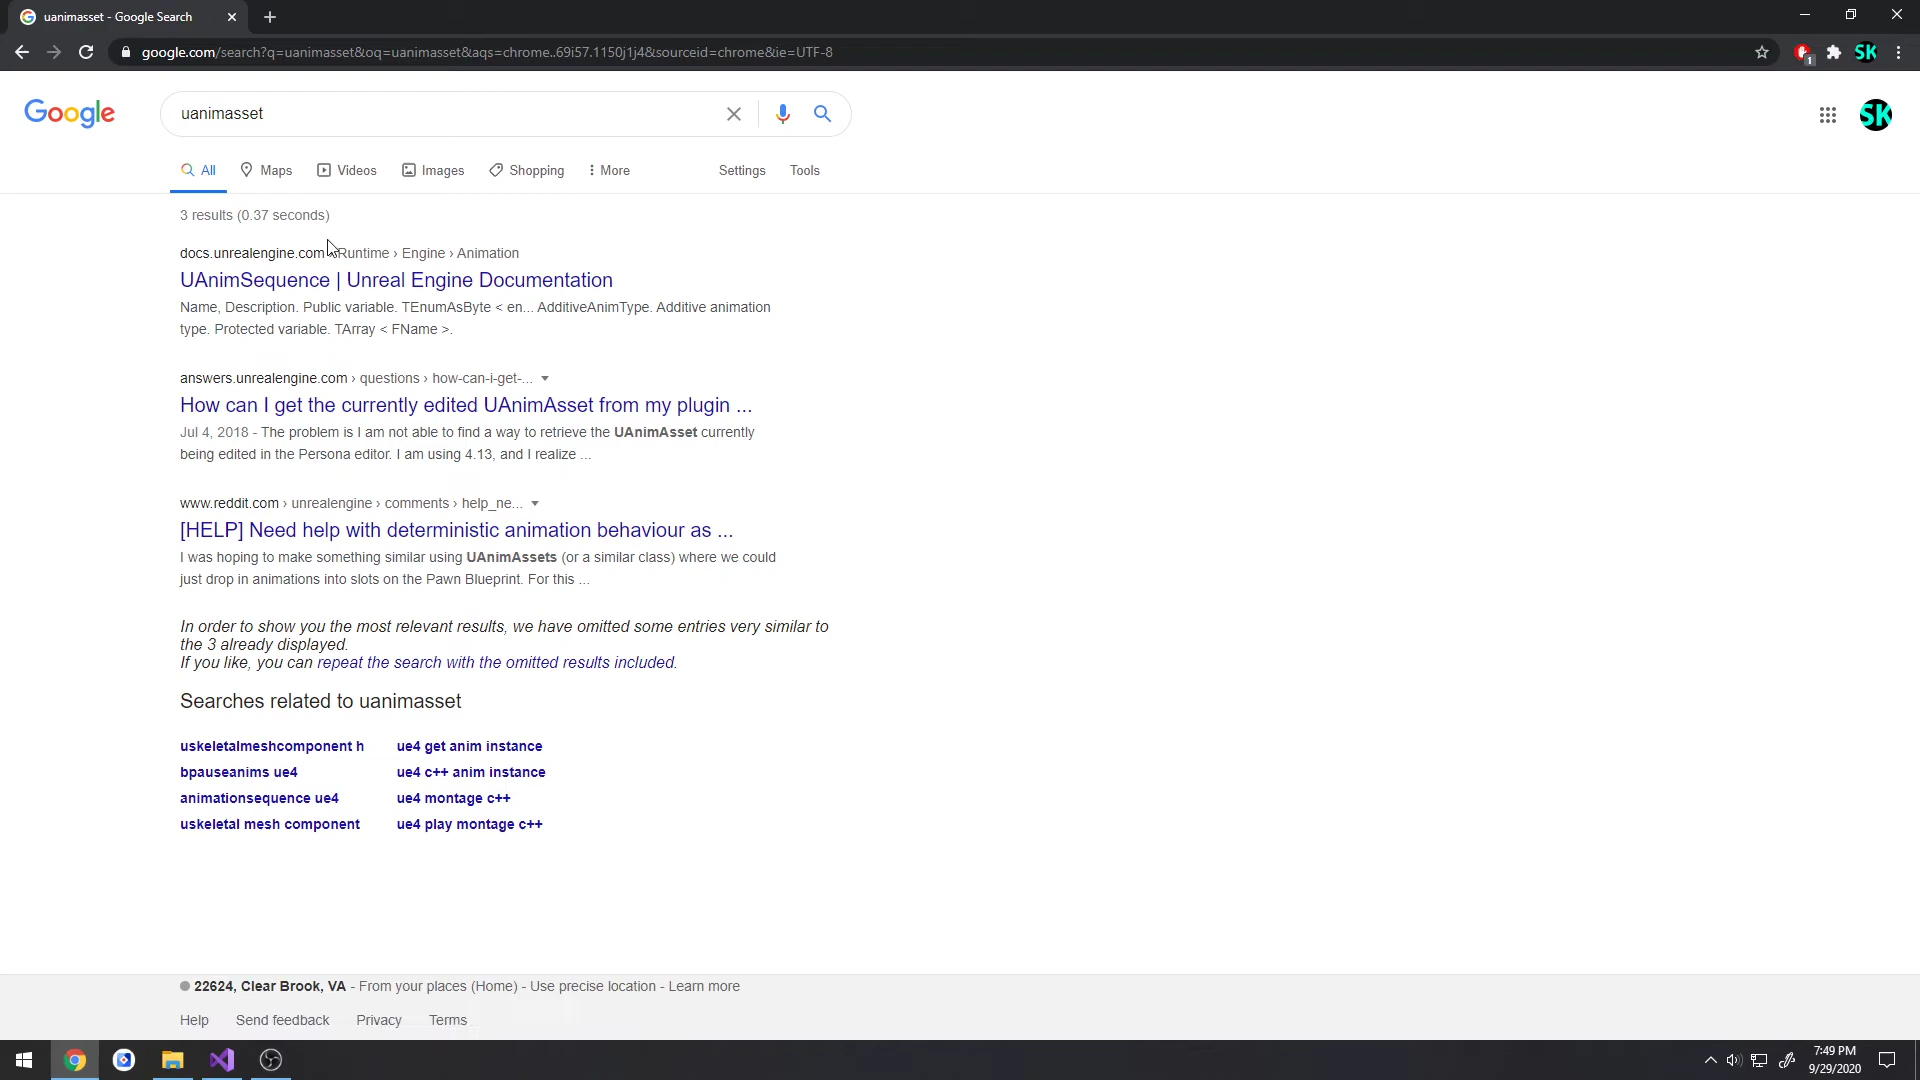 uanimasset - Google Search
google.com/search?q=uanimasset&oq=uanimasset&aqs=chrome..69i57.1150j1j4&sourceid=chrome&ie=UTF-8
1
SK
Google
uanimasset
SK
All Maps Videos Images Shopping More Settings Tools
3 results (0.37 seconds)
docs.unrealengine.com › Runtime › Engine › Animation
UAnimSequence | Unreal Engine Documentation
Name, Description. Public variable. TEnumAsByte < en... AdditiveAnimType. Additive animation
type. Protected variable. TArray < FName >.
answers.unrealengine.com › questions › how-can-i-get-...
How can I get the currently edited UAnimAsset from my plugin ...
Jul 4, 2018 - The problem is I am not able to find a way to retrieve the UAnimAsset currently
being edited in the Persona editor. I am using 4.13, and I realize ...
www.reddit.com › unrealengine › comments › help_ne...
[HELP] Need help with deterministic animation behaviour as ...
I was hoping to make something similar using UAnimAssets (or a similar class) where we could
just drop in animations into slots on the Pawn Blueprint. For this ...
In order to show you the most relevant results, we have omitted some entries very similar to
the 3 already displayed.
If you like, you can repeat the search with the omitted results included.
Searches related to uanimasset
uskeletalmeshcomponent h ue4 get anim instance
bpauseanims ue4 ue4 c++ anim instance
animationsequence ue4 ue4 montage c++
uskeletal mesh component ue4 play montage c++
22624, Clear Brook, VA - From your places (Home) - Use precise location - Learn more
Help Send feedback Privacy Terms
7:49 PM
9/29/2020